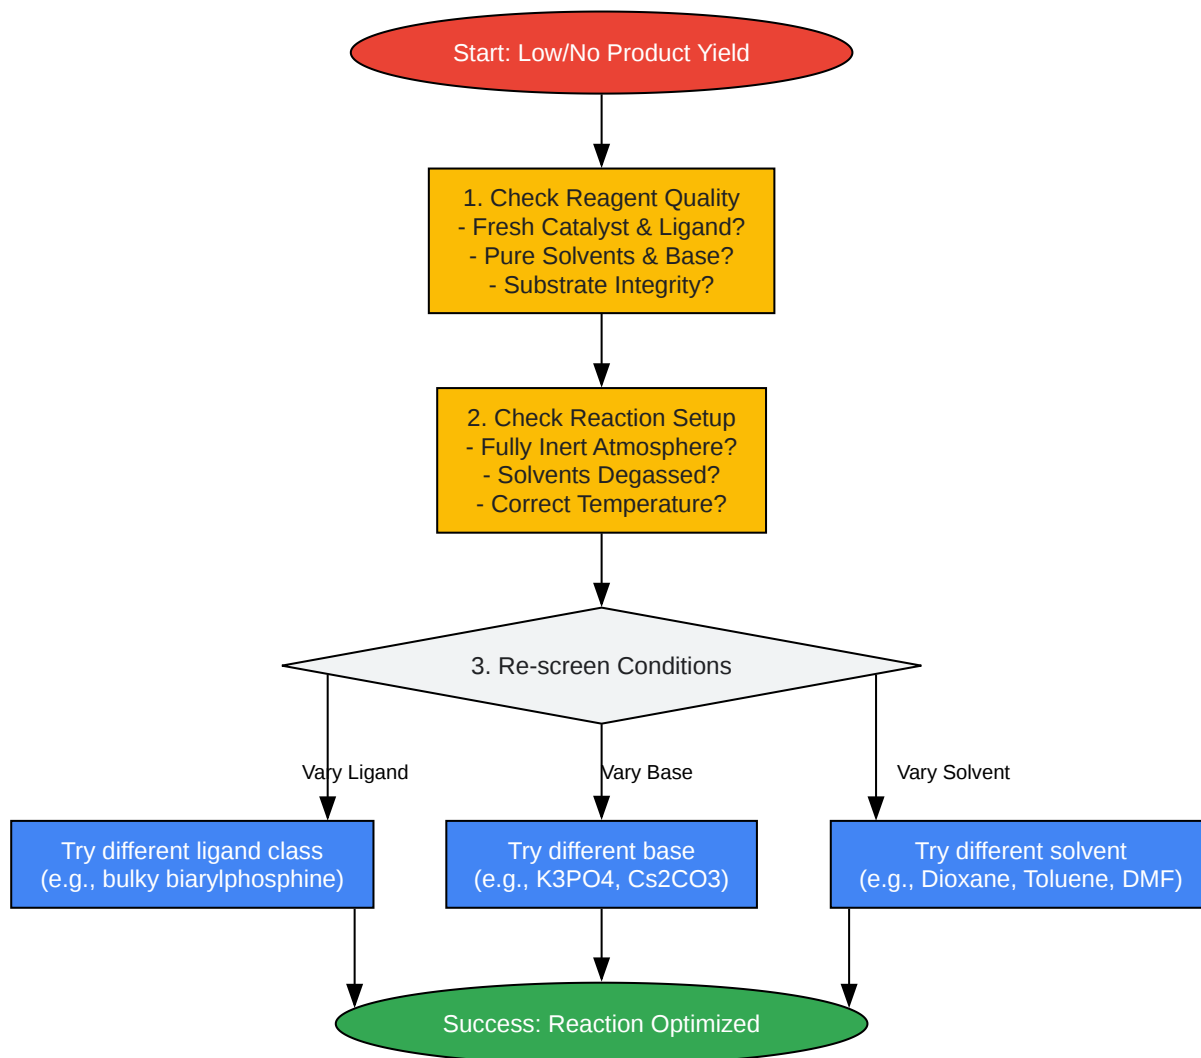 Start: Low/No Product Yield
1. Check Reagent Quality
- Fresh Catalyst & Ligand?
- Pure Solvents & Base?
- Substrate Integrity?
2. Check Reaction Setup
- Fully Inert Atmosphere?
- Solvents Degassed?
- Correct Temperature?
3. Re-screen Conditions
Vary Ligand
Vary Base
Vary Solvent
Try different ligand class
(e.g., bulky biarylphosphine)
Try different base
(e.g., K3PO4, Cs2CO3)
Try different solvent
(e.g., Dioxane, Toluene, DMF)
Success: Reaction Optimized